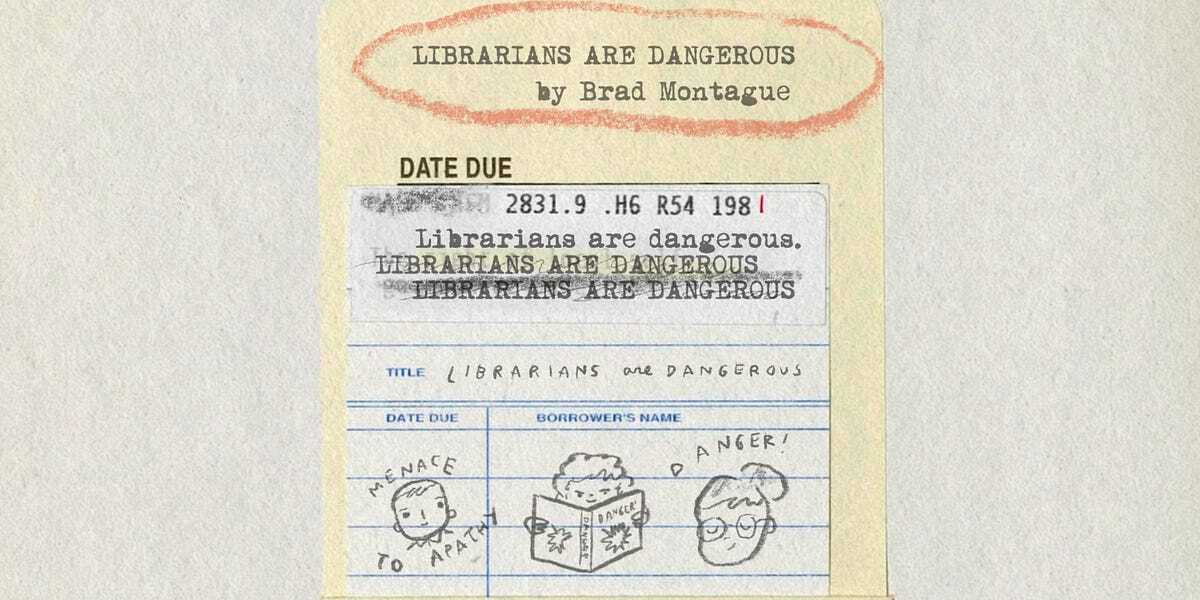 LIBRARIANS ARE DANGEROUS
by Brad Montague
DATE DUE
2831.9 .H6 R54 1981
Librarians are dangerous.
LIBRARIANS ARE DANGEROUS
LIBRARIANS ARE DANGEROUS
TITLE LIBRARIANS are DANGEROUS
DATE DUE BORROWER'S NAME
MENACE
TO APATHY
DANGER
DANGER!
DANGER!